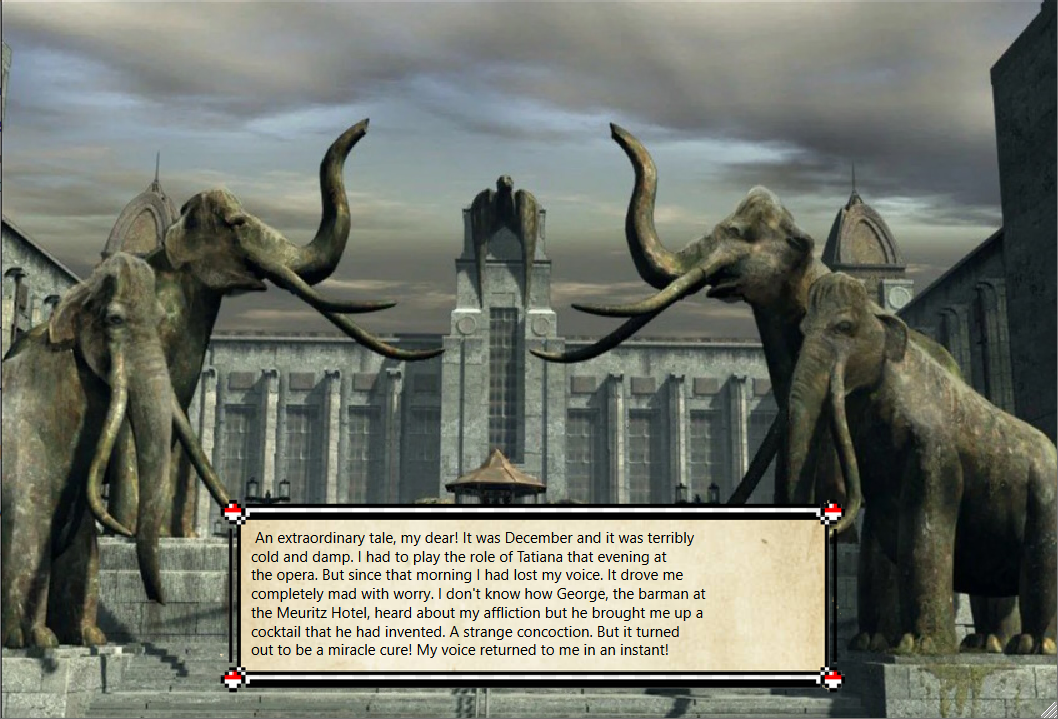 An extraordinary tale, my dear! It was December and it was terribly
cold and damp. I had to play the role of Tatiana that evening at
the opera. But since that morning I had lost my voice. It drove me
completely mad with worry. I don't know how George, the barman at
the Meuritz Hotel, heard about my affliction but he brought me up a
cocktail that he had invented. A strange concoction. But it turned
out to be a miracle cure! My voice returned to me in an instant!